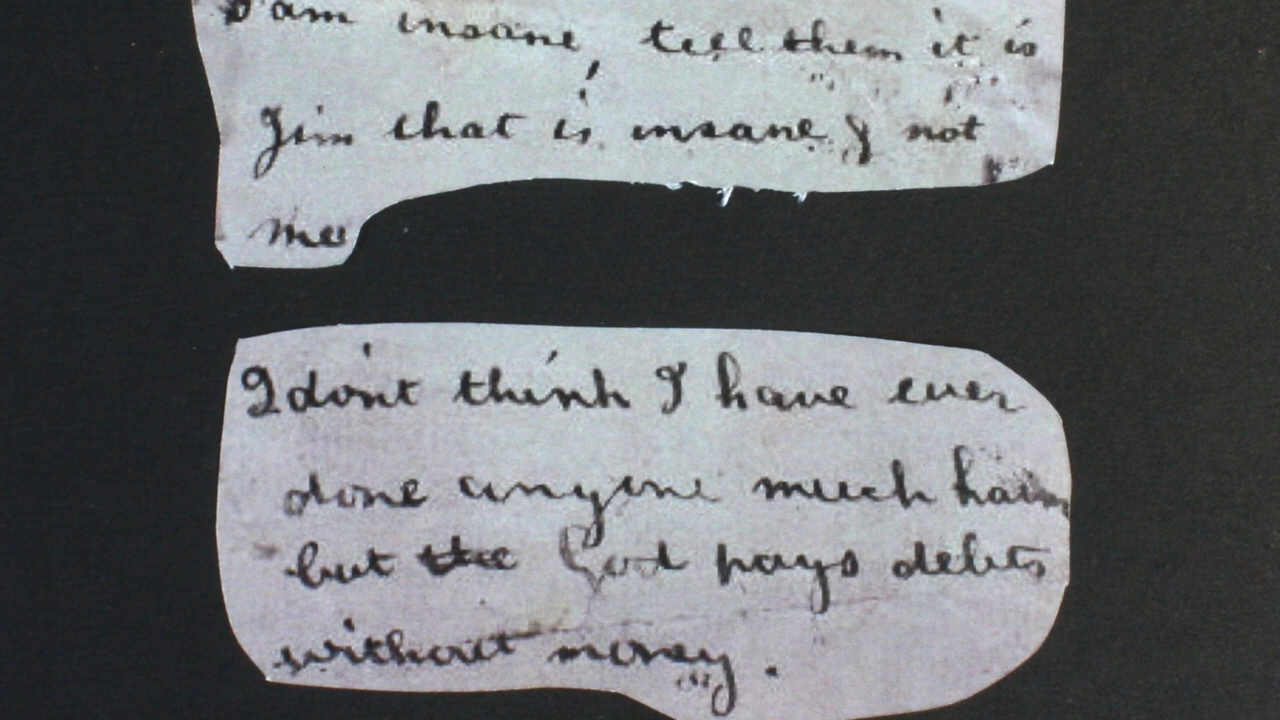 I am insane, tell them it is
Jim that is insane & not
me
I don't think I have ever
done anyone much harm
but the God pays debts
without money.